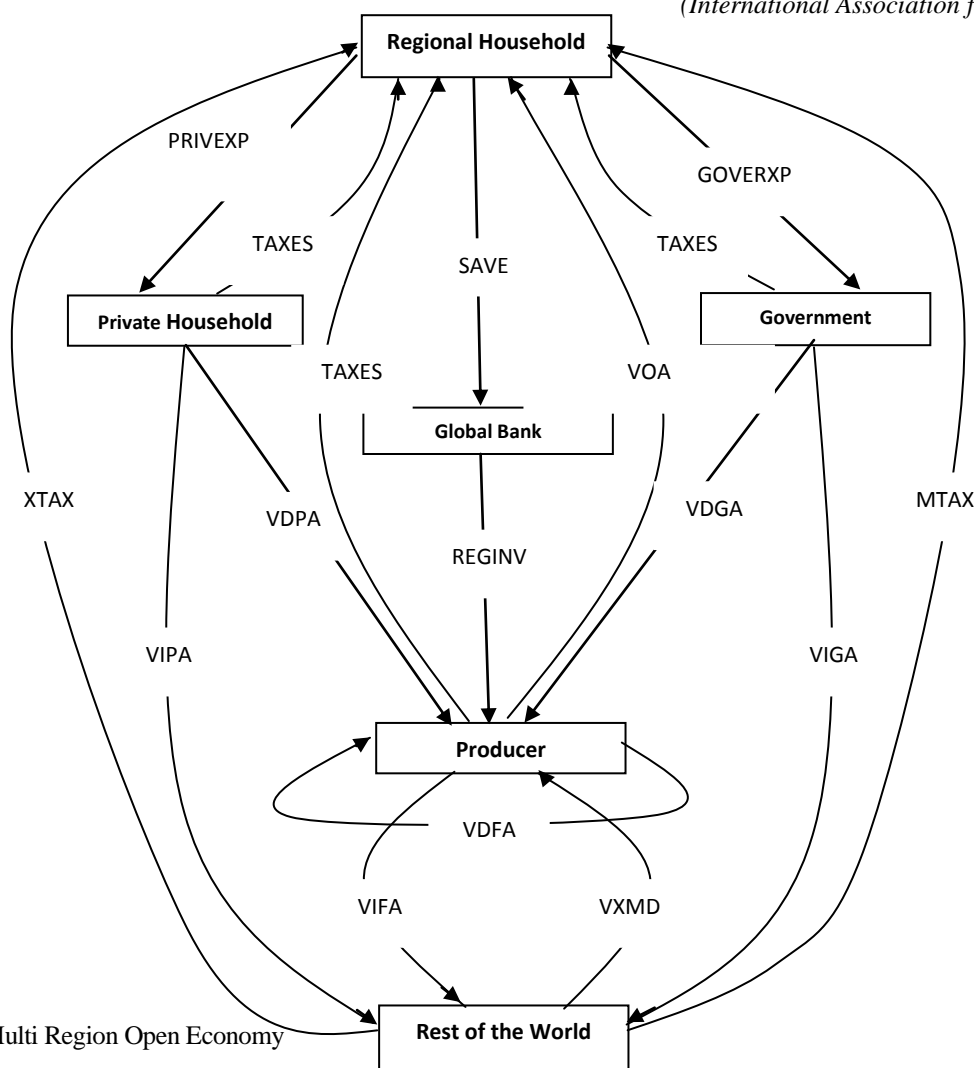 (International Association f
Regional Household
PRIVEXP
GOVERXP
TAXES
SAVE
TAXES
Private Household
Government
TAXES
VOA
Global Bank
XTAX
VDPA
VDGA
MTAX
REGINV
VIPA
VIGA
Producer
VDFA
VIFA
VXMD
Rest of the World
Multi Region Open Economy